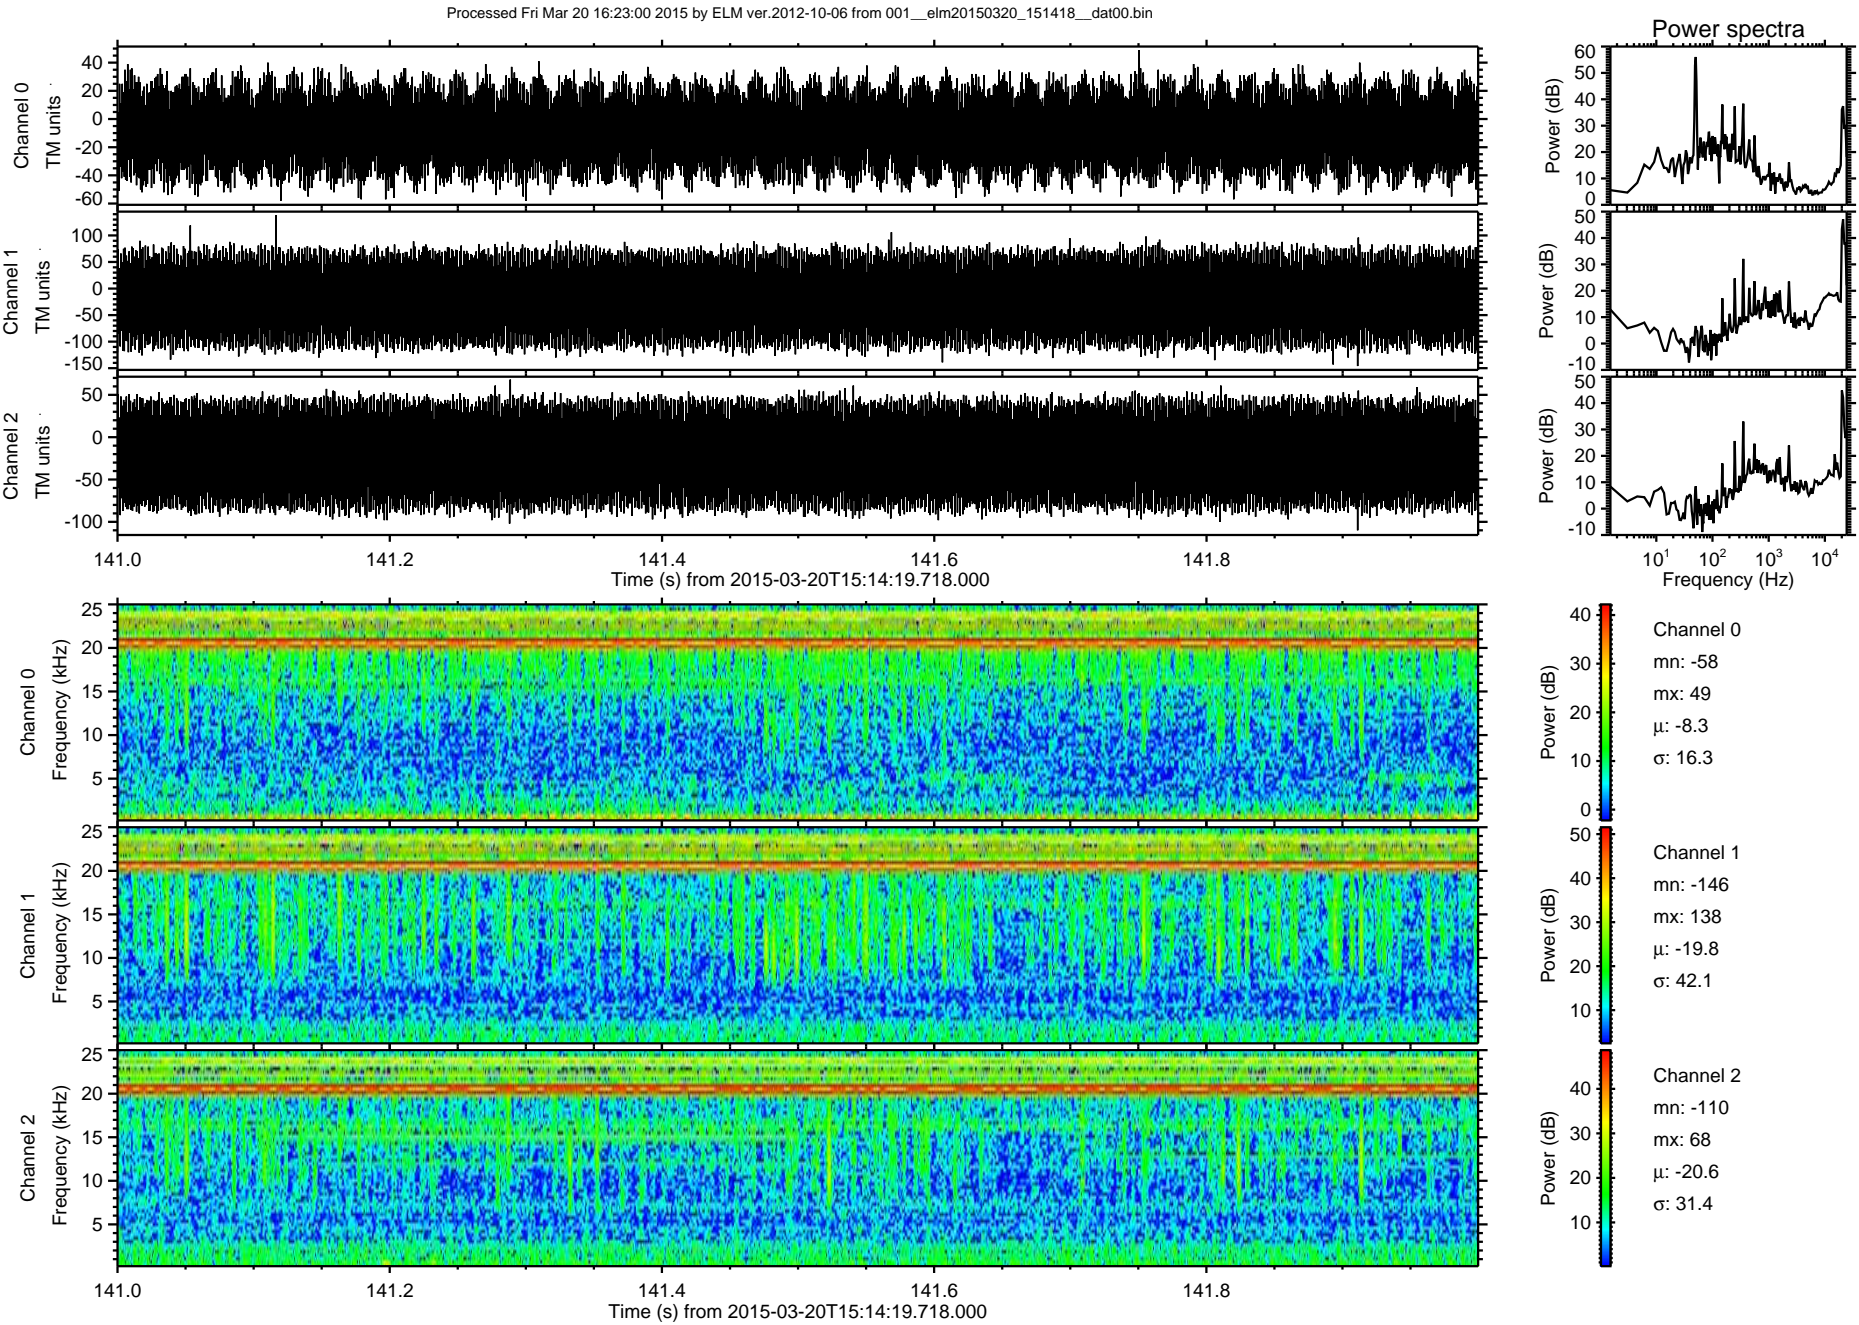 Processed Fri Mar 20 16:23:00 2015 by ELM ver.2012-10-06 from 001__elm20150320_151418__dat00.bin
Power spectra
Channel 0
TM units
40
20
0
-20
-40
-60
Power (dB)
60
50
40
30
20
10
0
Channel 1
TM units
100
50
0
-50
-100
-150
Power (dB)
50
40
30
20
10
0
-10
Channel 2
TM units
50
0
-50
-100
Power (dB)
50
40
30
20
10
0
-10
141.0 141.2 141.4 141.6 141.8
Time (s) from 2015-03-20T15:14:19.718.000
10^1 10^2 10^3 10^4
Frequency (Hz)
Channel 0
Frequency (kHz)
25
20
15
10
5
Power (dB)
40
30
20
10
0
Channel 0
mn: -58
mx: 49
μ: -8.3
σ: 16.3
Channel 1
Frequency (kHz)
25
20
15
10
5
Power (dB)
50
40
30
20
10
Channel 1
mn: -146
mx: 138
μ: -19.8
σ: 42.1
Channel 2
Frequency (kHz)
25
20
15
10
5
Power (dB)
40
30
20
10
Channel 2
mn: -110
mx: 68
μ: -20.6
σ: 31.4
141.0 141.2 141.4 141.6 141.8
Time (s) from 2015-03-20T15:14:19.718.000